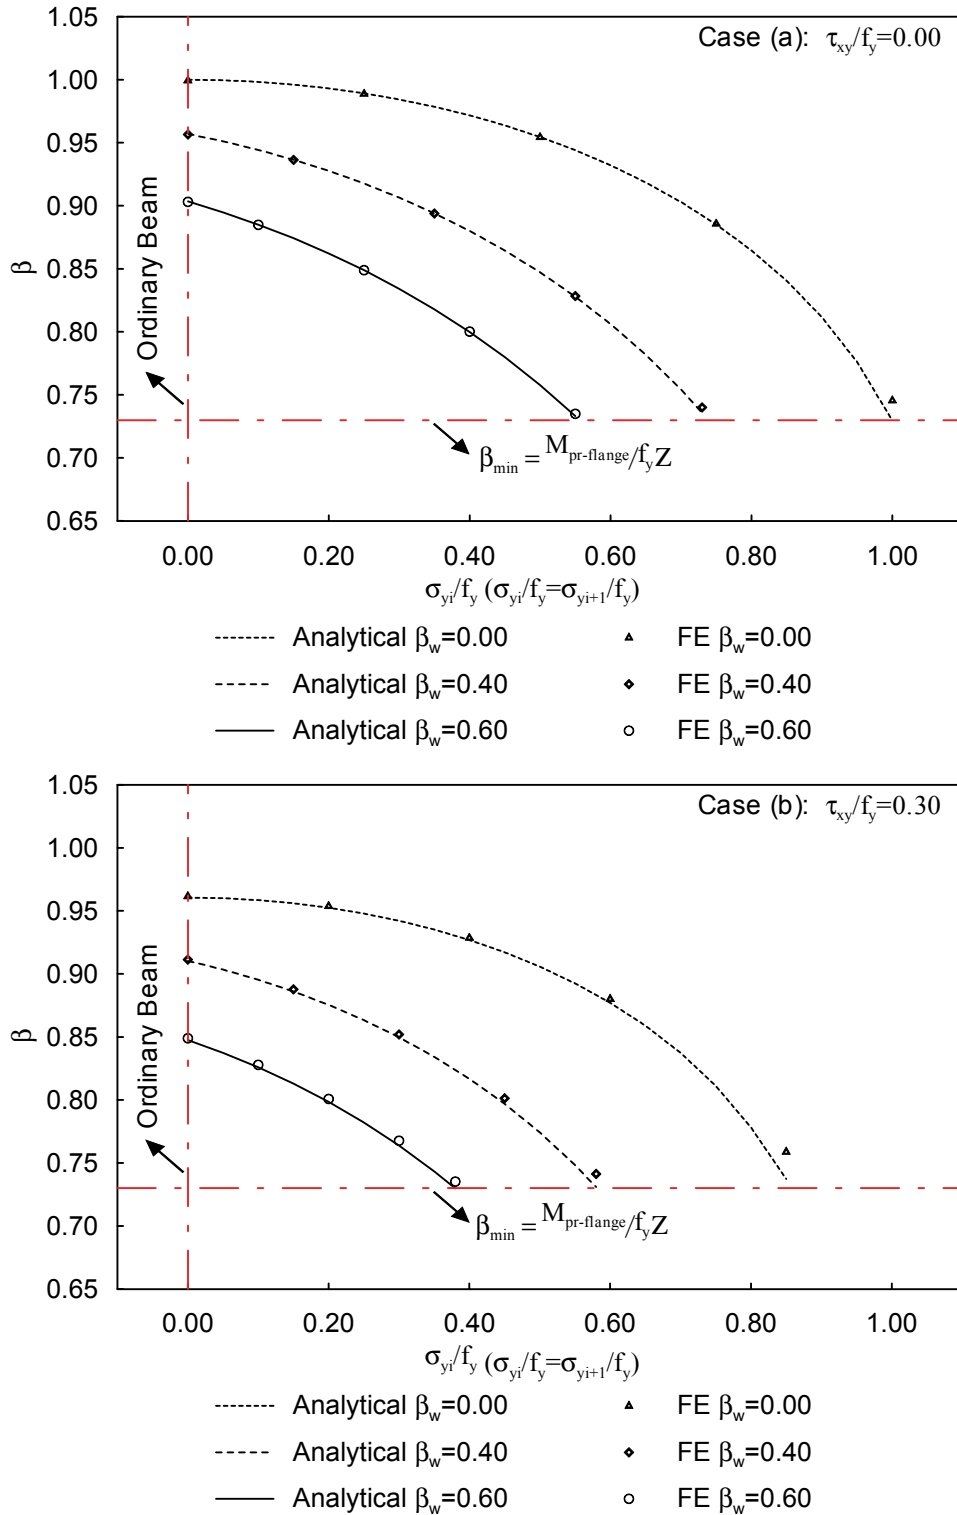 1.05
Case (a): τxy/fy=0.00
1.00
0.95
0.90
0.85
β
Ordinary Beam
0.80
0.75
βmin = Mpr-flange/fyZ
0.70
0.65
0.00 0.20 0.40 0.60 0.80 1.00
σyi/fy (σyi/fy=σyi+1/fy)
Analytical βw=0.00 FE βw=0.00
Analytical βw=0.40 FE βw=0.40
Analytical βw=0.60 FE βw=0.60
1.05
Case (b): τxy/fy=0.30
1.00
0.95
0.90
0.85
β
Ordinary Beam
0.80
0.75
βmin = Mpr-flange/fyZ
0.70
0.65
0.00 0.20 0.40 0.60 0.80 1.00
σyi/fy (σyi/fy=σyi+1/fy)
Analytical βw=0.00 FE βw=0.00
Analytical βw=0.40 FE βw=0.40
Analytical βw=0.60 FE βw=0.60